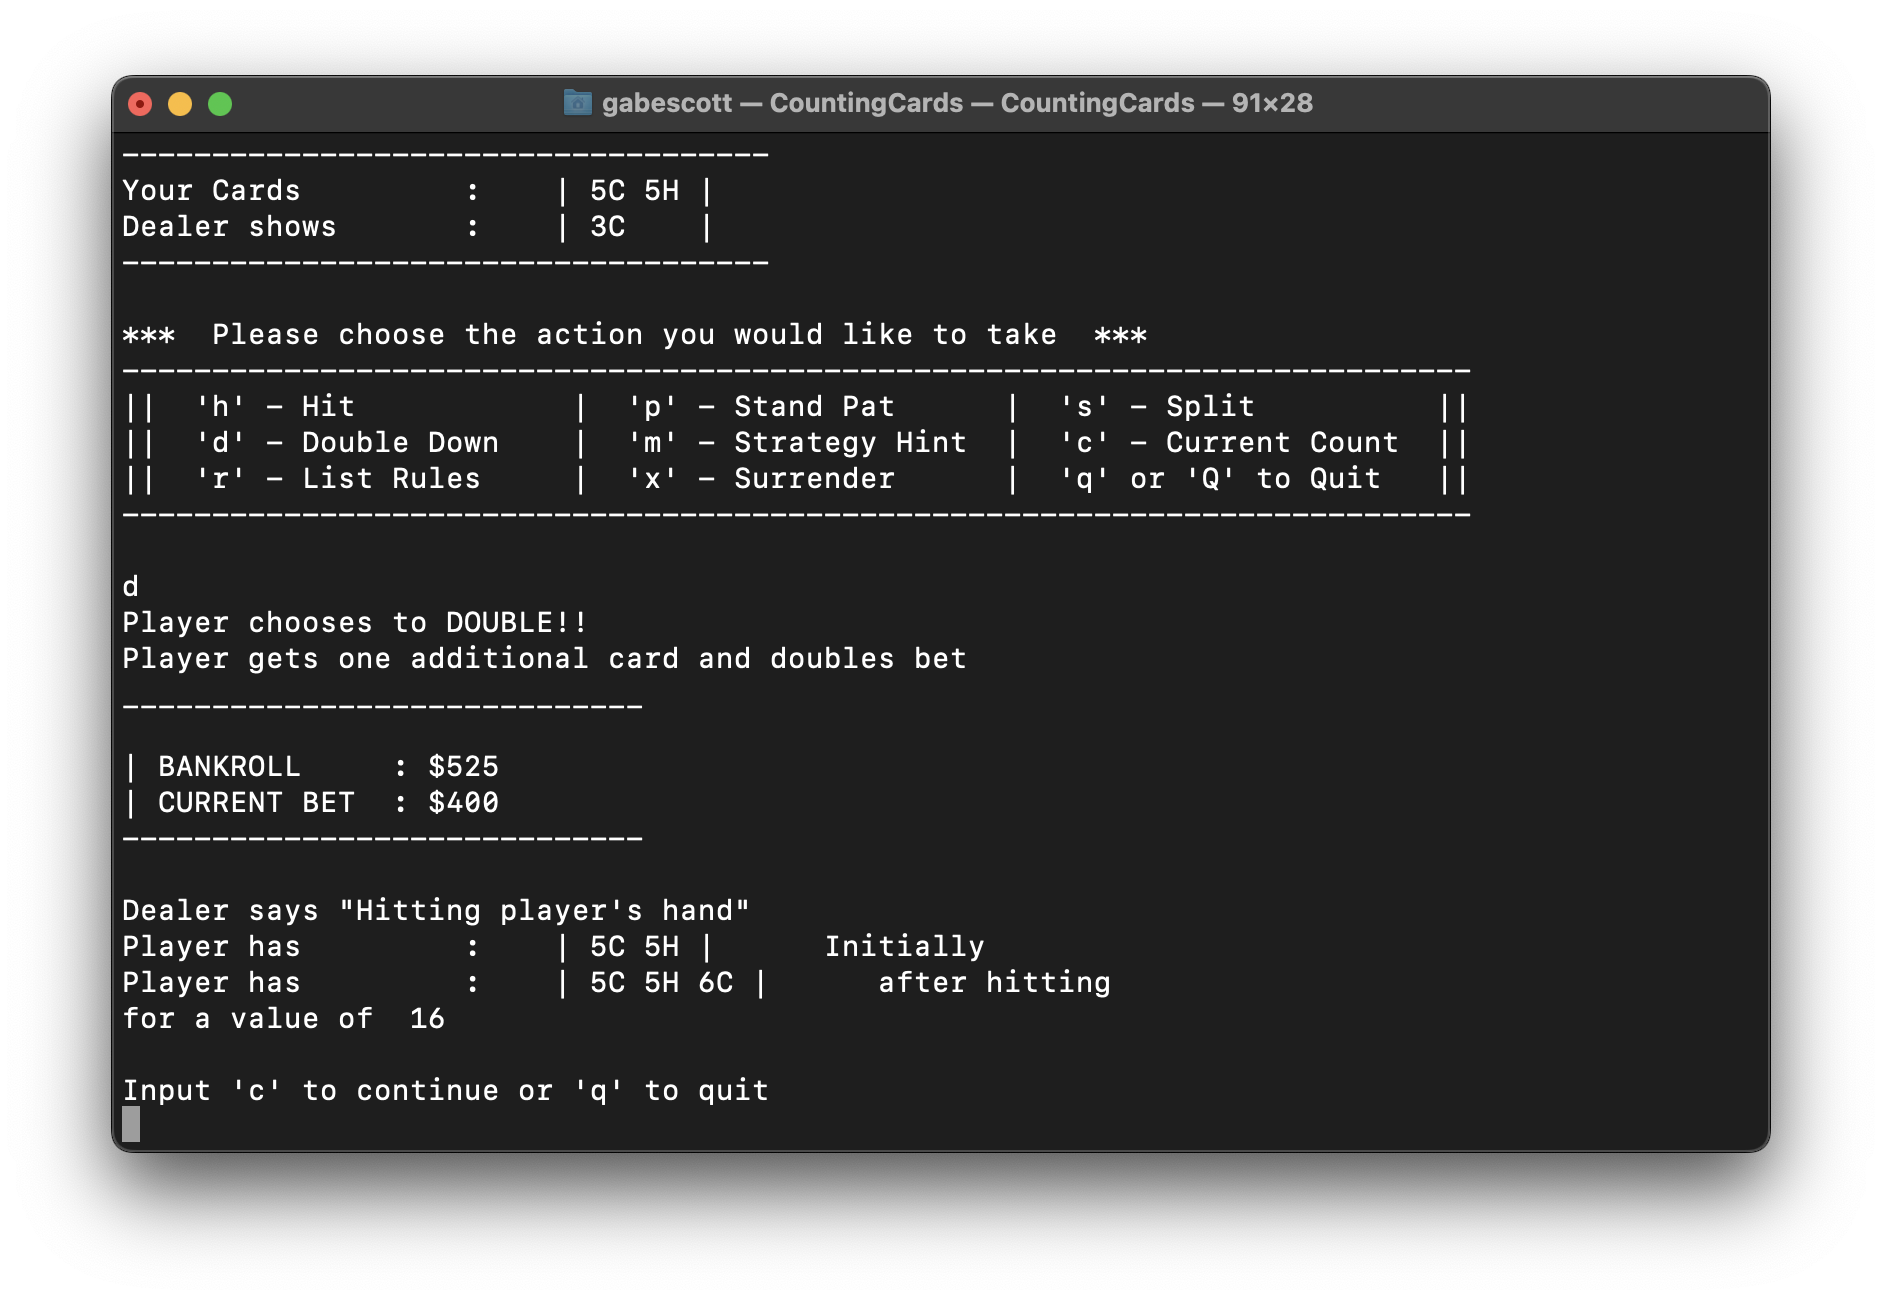 gabescott — CountingCards — CountingCards — 91×28
------------------------------------
Your Cards         :    | 5C 5H |
Dealer shows       :    | 3C    |
------------------------------------
***  Please choose the action you would like to take  ***
---------------------------------------------------------------------------
||  'h' - Hit            |  'p' - Stand Pat      |  's' - Split          ||
||  'd' - Double Down    |  'm' - Strategy Hint  |  'c' - Current Count  ||
||  'r' - List Rules     |  'x' - Surrender      |  'q' or 'Q' to Quit   ||
---------------------------------------------------------------------------
d
Player chooses to DOUBLE!!
Player gets one additional card and doubles bet
-----------------------------
| BANKROLL     : $525
| CURRENT BET  : $400
-----------------------------
Dealer says "Hitting player's hand"
Player has         :    | 5C 5H |      Initially
Player has         :    | 5C 5H 6C |      after hitting
for a value of  16
Input 'c' to continue or 'q' to quit